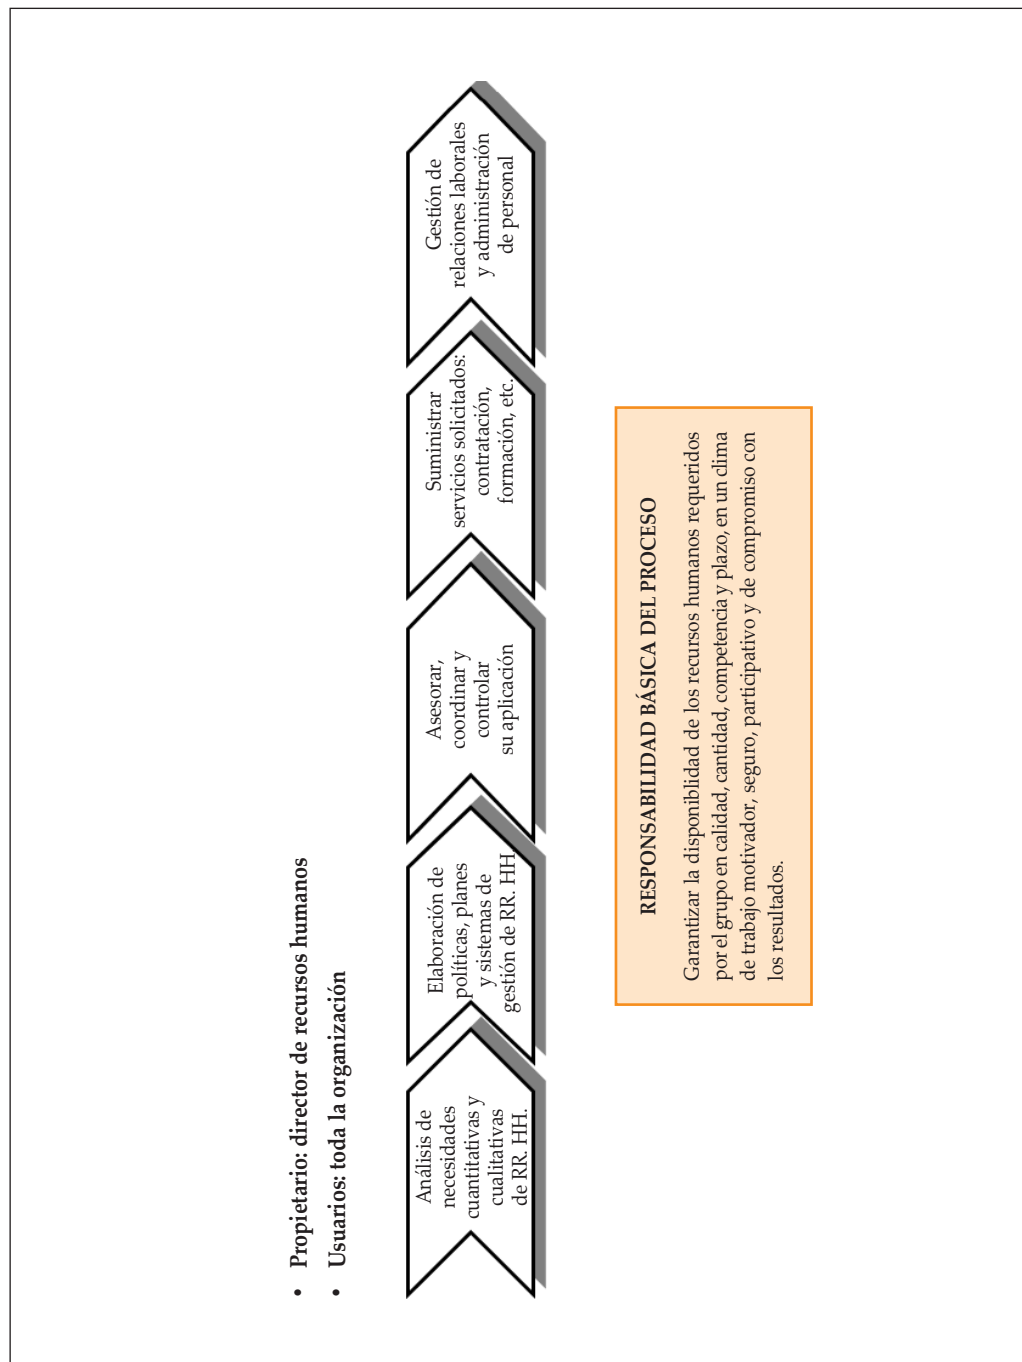 • Propietario: director de recursos humanos
• Usuarios: toda la organización
Análisis de
necesidades
cuantitativas y
cualitativas
de RR. HH.
Elaboración de
políticas, planes
y sistemas de
gestión de RR. HH.
Asesorar,
coordinar y
controlar
su aplicación
Suministrar
servicios solicitados:
contratación,
formación, etc.
Gestión de
relaciones laborales
y administración
de personal
RESPONSABILIDAD BÁSICA DEL PROCESO
Garantizar la disponiblidad de los recursos humanos requeridos
por el grupo en calidad, cantidad, competencia y plazo, en un clima
de trabajo motivador, seguro, participativo y de compromiso con
los resultados.